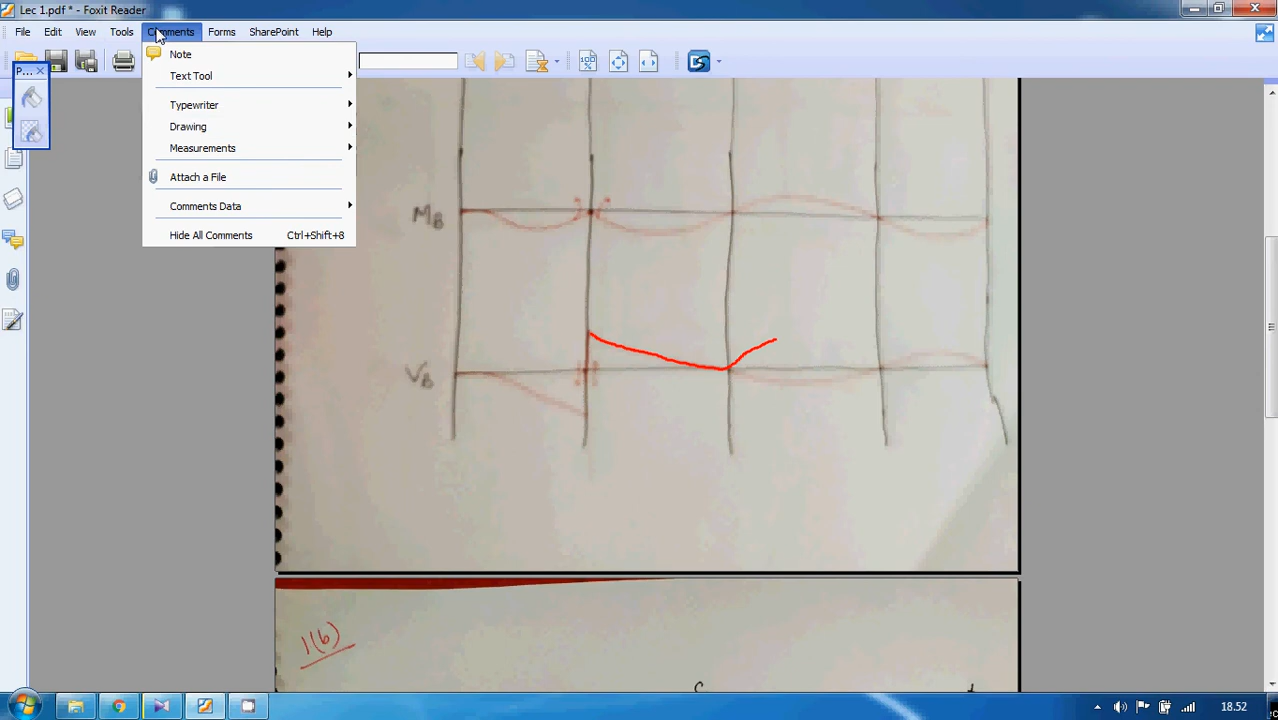 Lec 1.pdf * - Foxit Reader
File Edit View Tools Comments Forms SharePoint Help
P...
Note
Text Tool
Typewriter
Drawing
Measurements
Attach a File
Comments Data
Hide All Comments Ctrl+Shift+8
MB
VB
1(b)
C
18.52